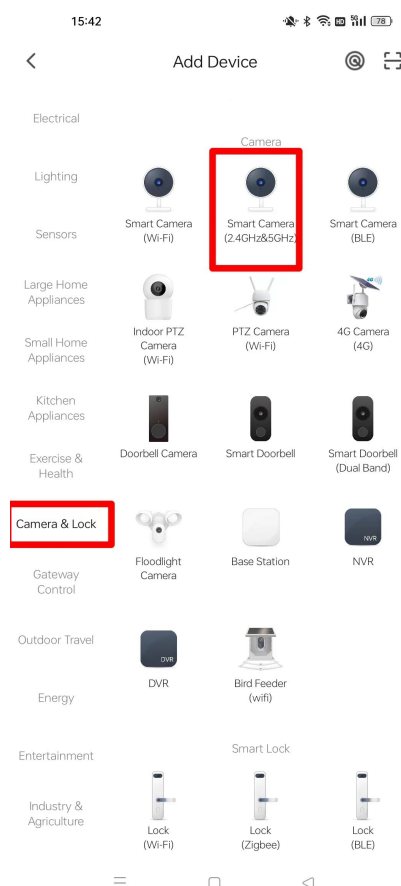 15:42
HD 5G 78
Add Device
Electrical
Lighting
Sensors
Large Home
Appliances
Small Home
Appliances
Kitchen
Appliances
Exercise &
Health
Camera & Lock
Gateway
Control
Outdoor Travel
Energy
Entertainment
Industry &
Agriculture
Camera
Smart Camera
(Wi-Fi)
Smart Camera
(2.4GHz&5GHz)
Smart Camera
(BLE)
Indoor PTZ
Camera
(Wi-Fi)
PTZ Camera
(Wi-Fi)
4G Camera
(4G)
Doorbell Camera
Smart Doorbell
Smart Doorbell
(Dual Band)
Floodlight
Camera
Base Station
NVR
NVR
DVR
DVR
Bird Feeder
(wifi)
Smart Lock
Lock
(Wi-Fi)
Lock
(Zigbee)
Lock
(BLE)